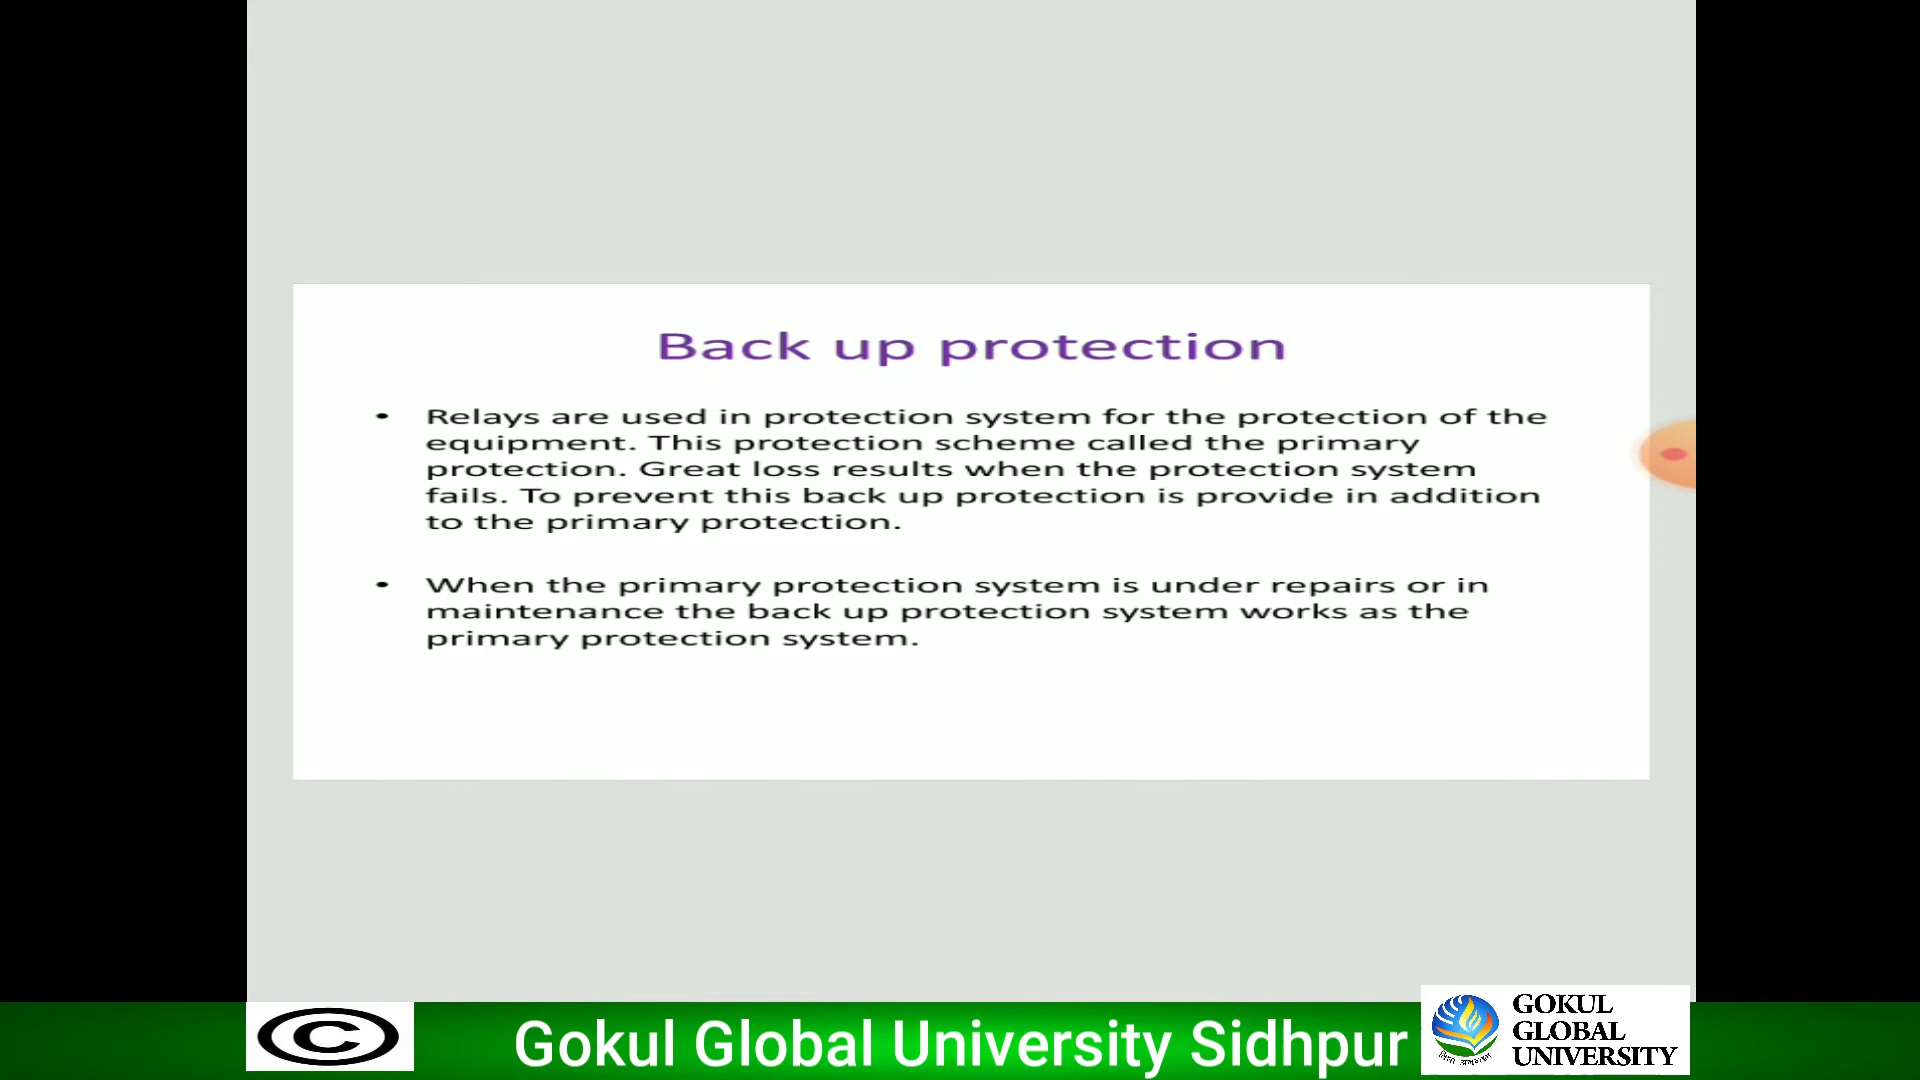 Back up protection
• Relays are used in protection system for the protection of the
equipment. This protection scheme called the primary
protection. Great loss results when the protection system
fails. To prevent this back up protection is provide in addition
to the primary protection.
• When the primary protection system is under repairs or in
maintenance the back up protection system works as the
primary protection system.
©
Gokul Global University Sidhpur
GOKUL
GLOBAL
UNIVERSITY